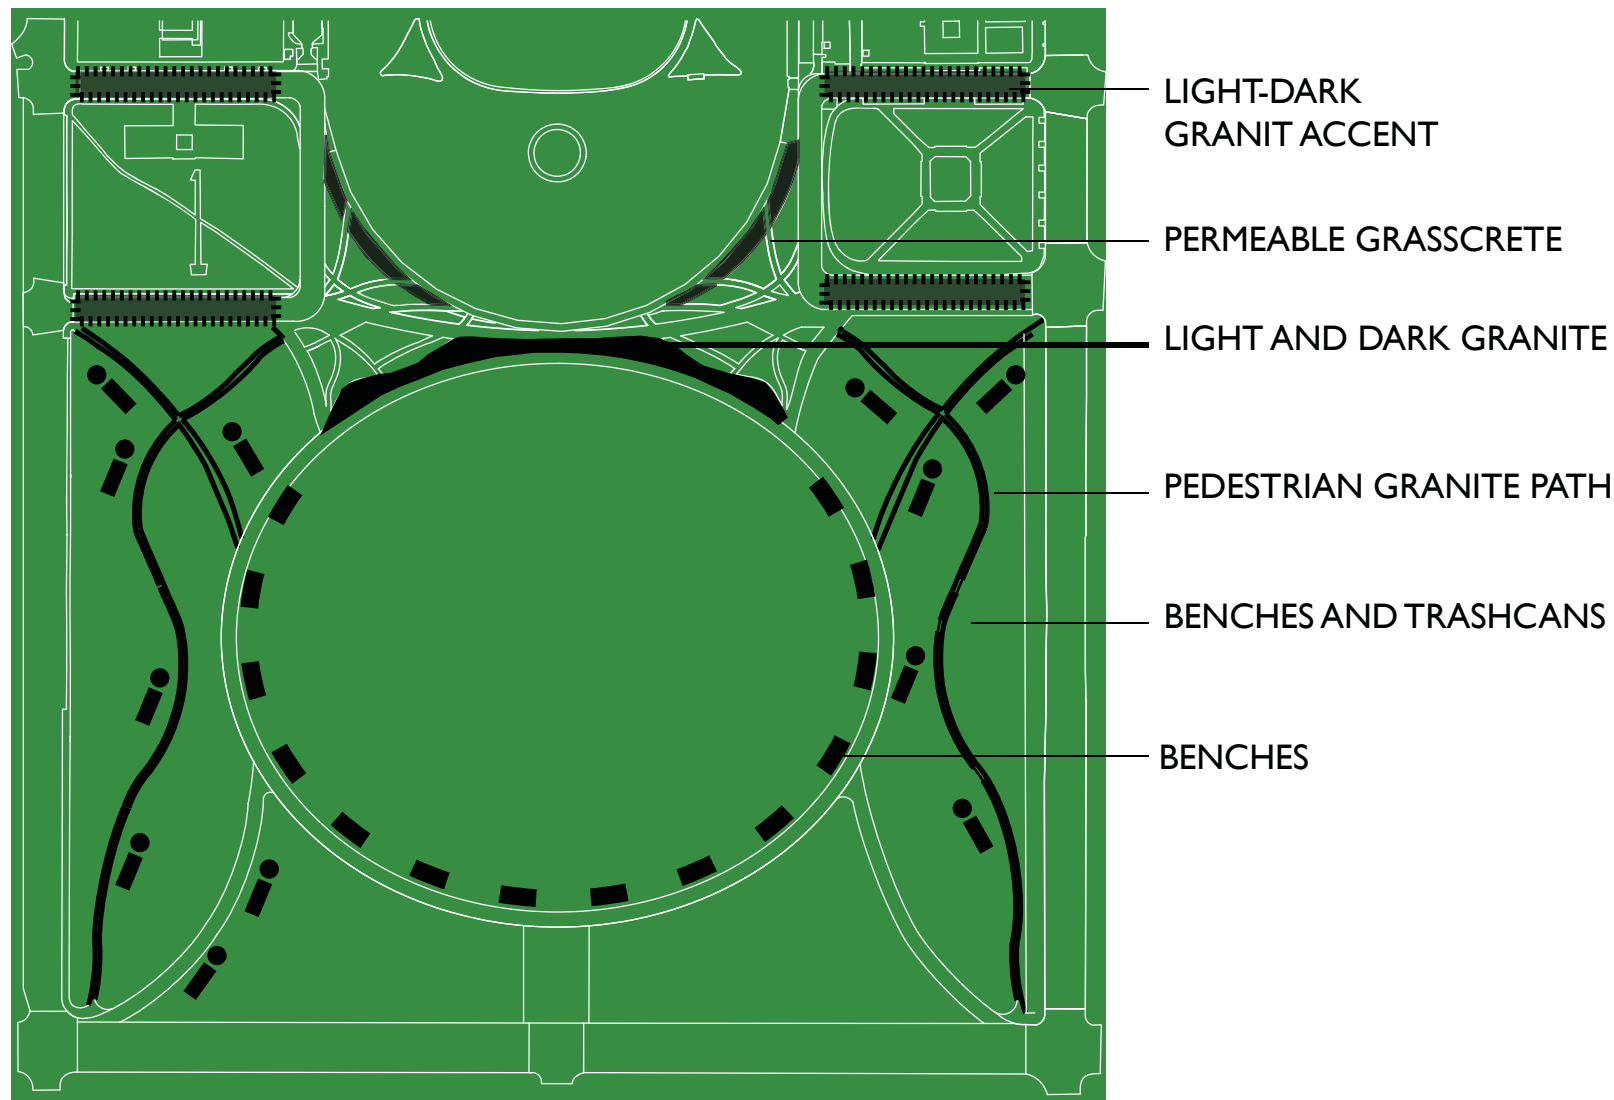 LIGHT-DARK
GRANIT ACCENT
PERMEABLE GRASSCRETE
LIGHT AND DARK GRANITE
PEDESTRIAN GRANITE PATH
BENCHES AND TRASHCANS
BENCHES